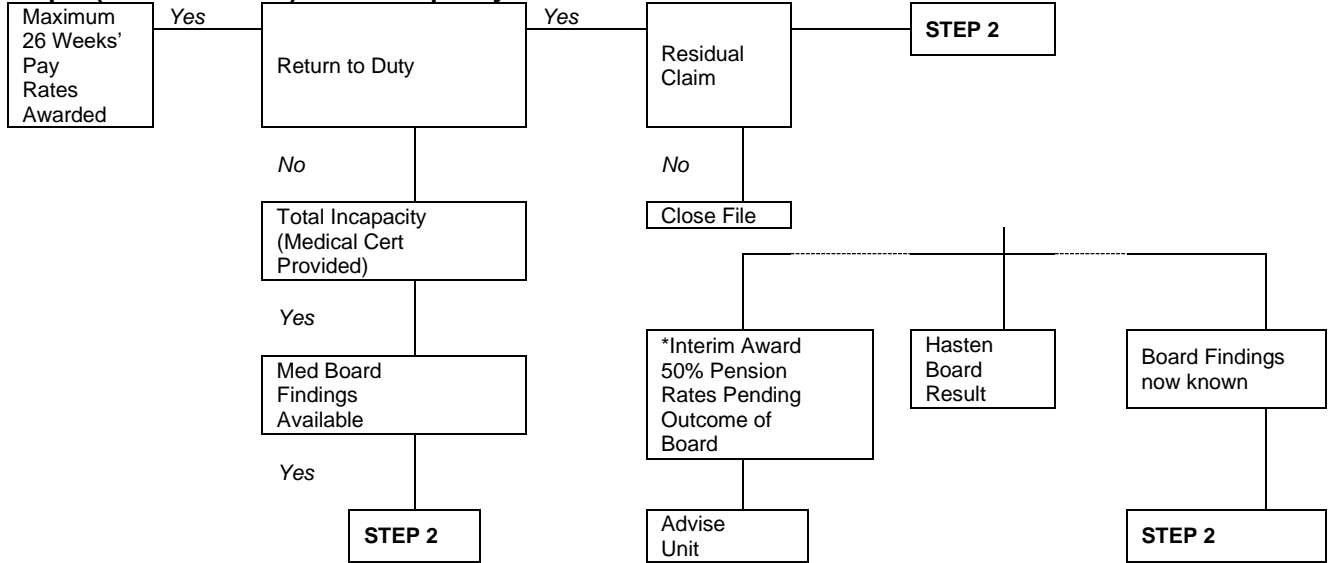 Maximum
26 Weeks'
Pay
Rates
Awarded
Yes
Return to Duty
Yes
Residual
Claim
STEP 2
No
No
Total Incapacity
(Medical Cert
Provided)
Close File
Yes
Med Board
Findings
Available
*Interim Award
50% Pension
Rates Pending
Outcome of
Board
Hasten
Board
Result
Board Findings
now known
Yes
STEP 2
Advise
Unit
STEP 2